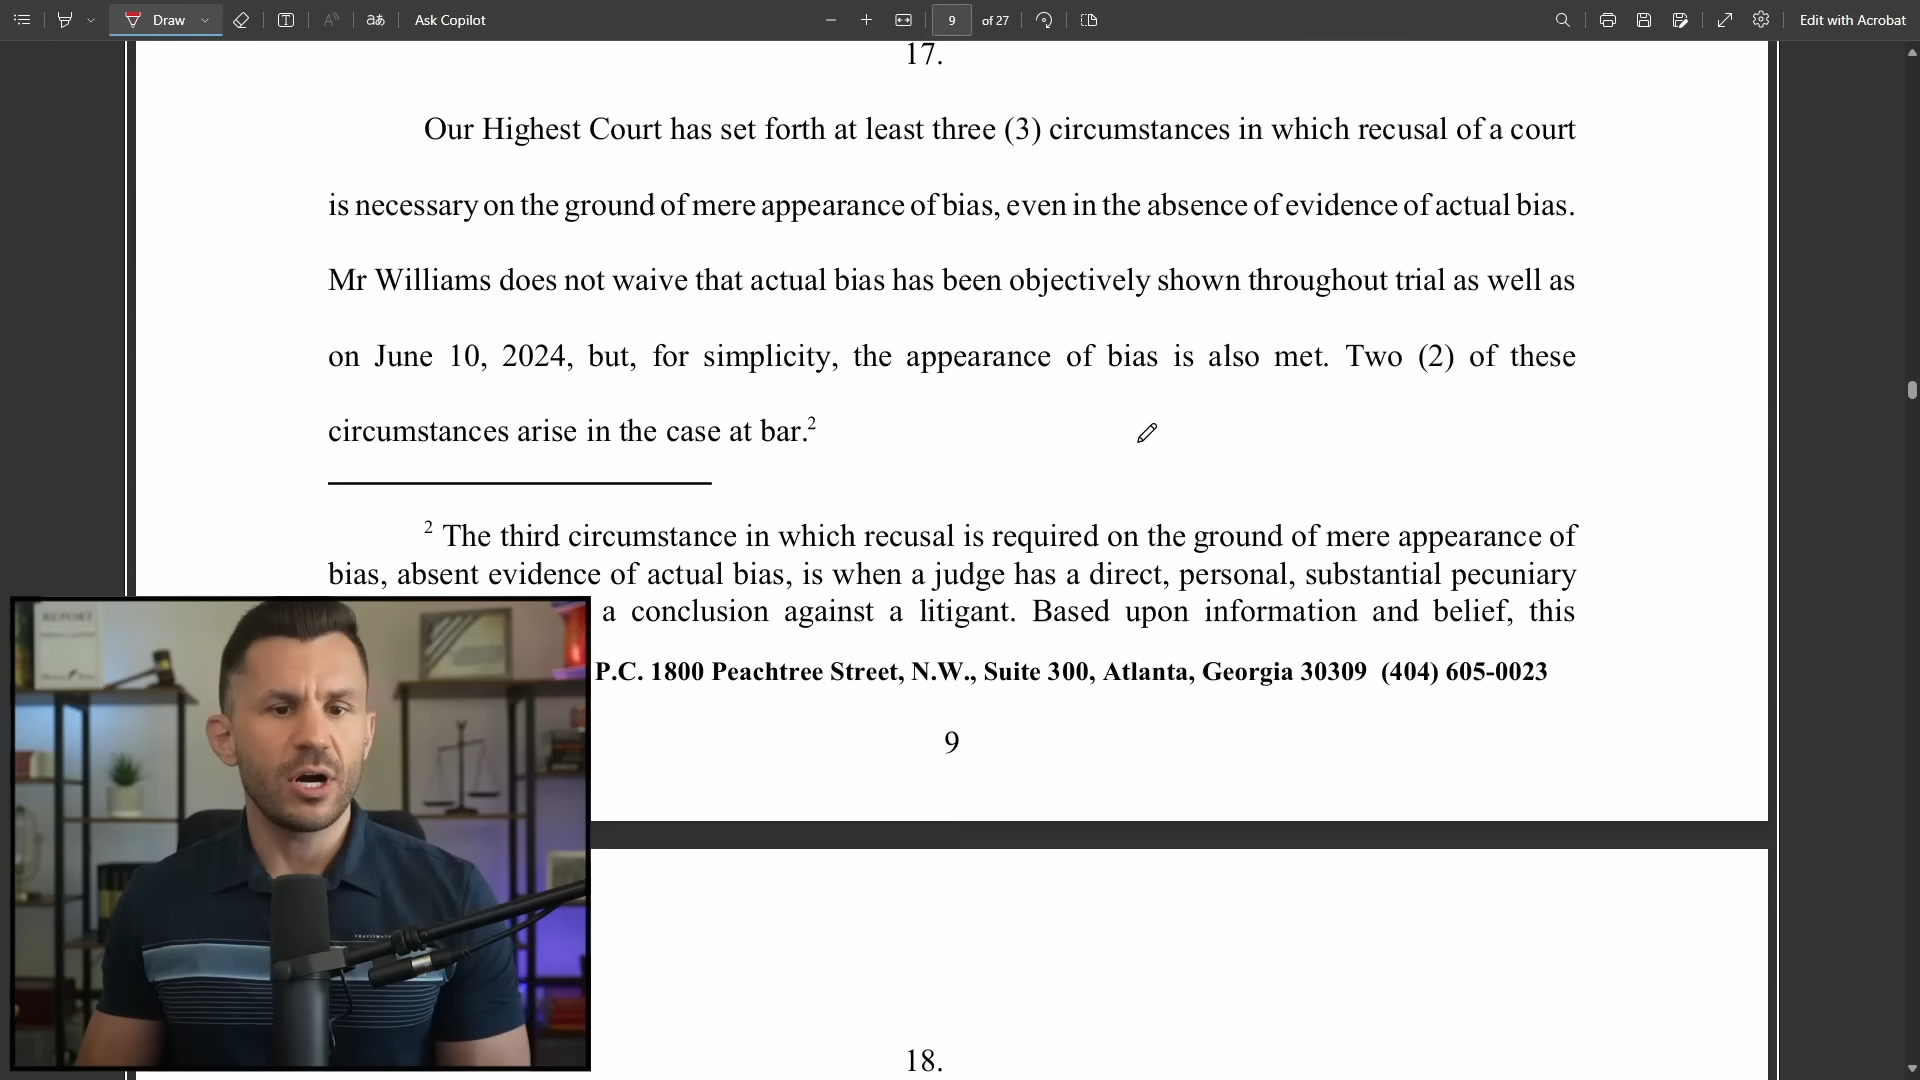 Draw
aあ
Ask Copilot
9
of 27
Edit with Acrobat
17.
Our Highest Court has set forth at least three (3) circumstances in which recusal of a court
is necessary on the ground of mere appearance of bias, even in the absence of evidence of actual bias.
Mr Williams does not waive that actual bias has been objectively shown throughout trial as well as
on June 10, 2024, but, for simplicity, the appearance of bias is also met. Two (2) of these
circumstances arise in the case at bar.2
2 The third circumstance in which recusal is required on the ground of mere appearance of
bias, absent evidence of actual bias, is when a judge has a direct, personal, substantial pecuniary
a conclusion against a litigant. Based upon information and belief, this
P.C. 1800 Peachtree Street, N.W., Suite 300, Atlanta, Georgia 30309 (404) 605-0023
9
18.
REPORT